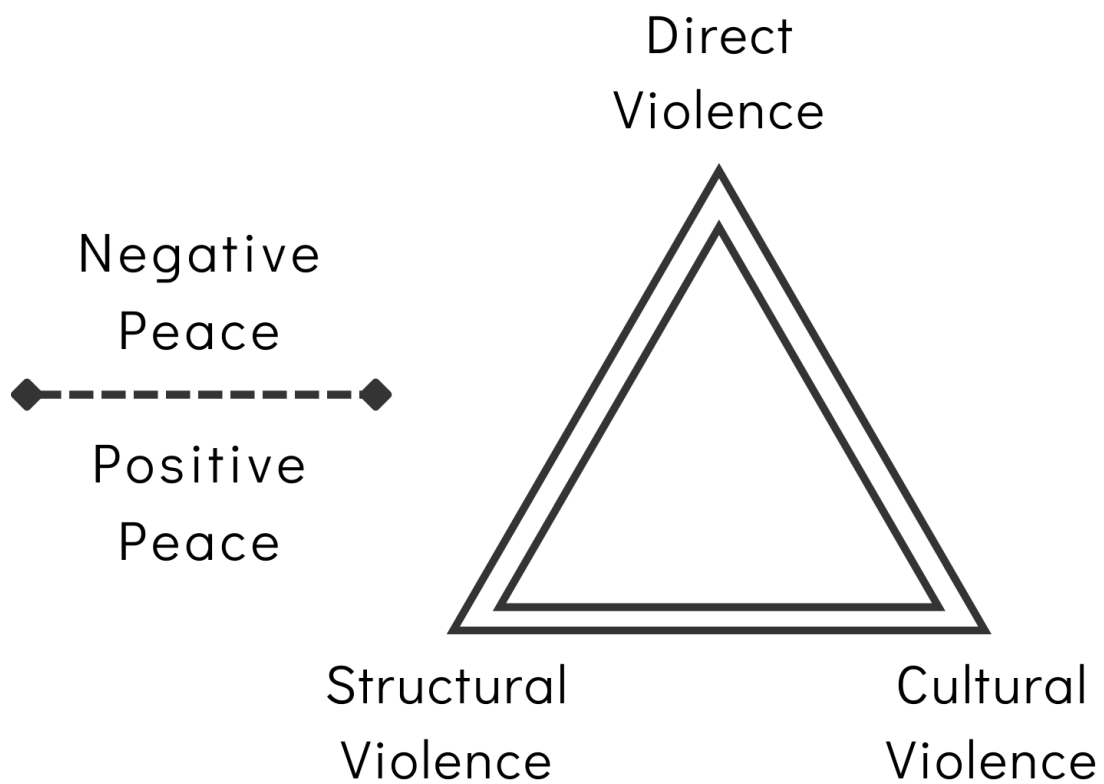 Direct
Violence
Negative
Peace
Positive
Peace
Structural
Violence
Cultural
Violence